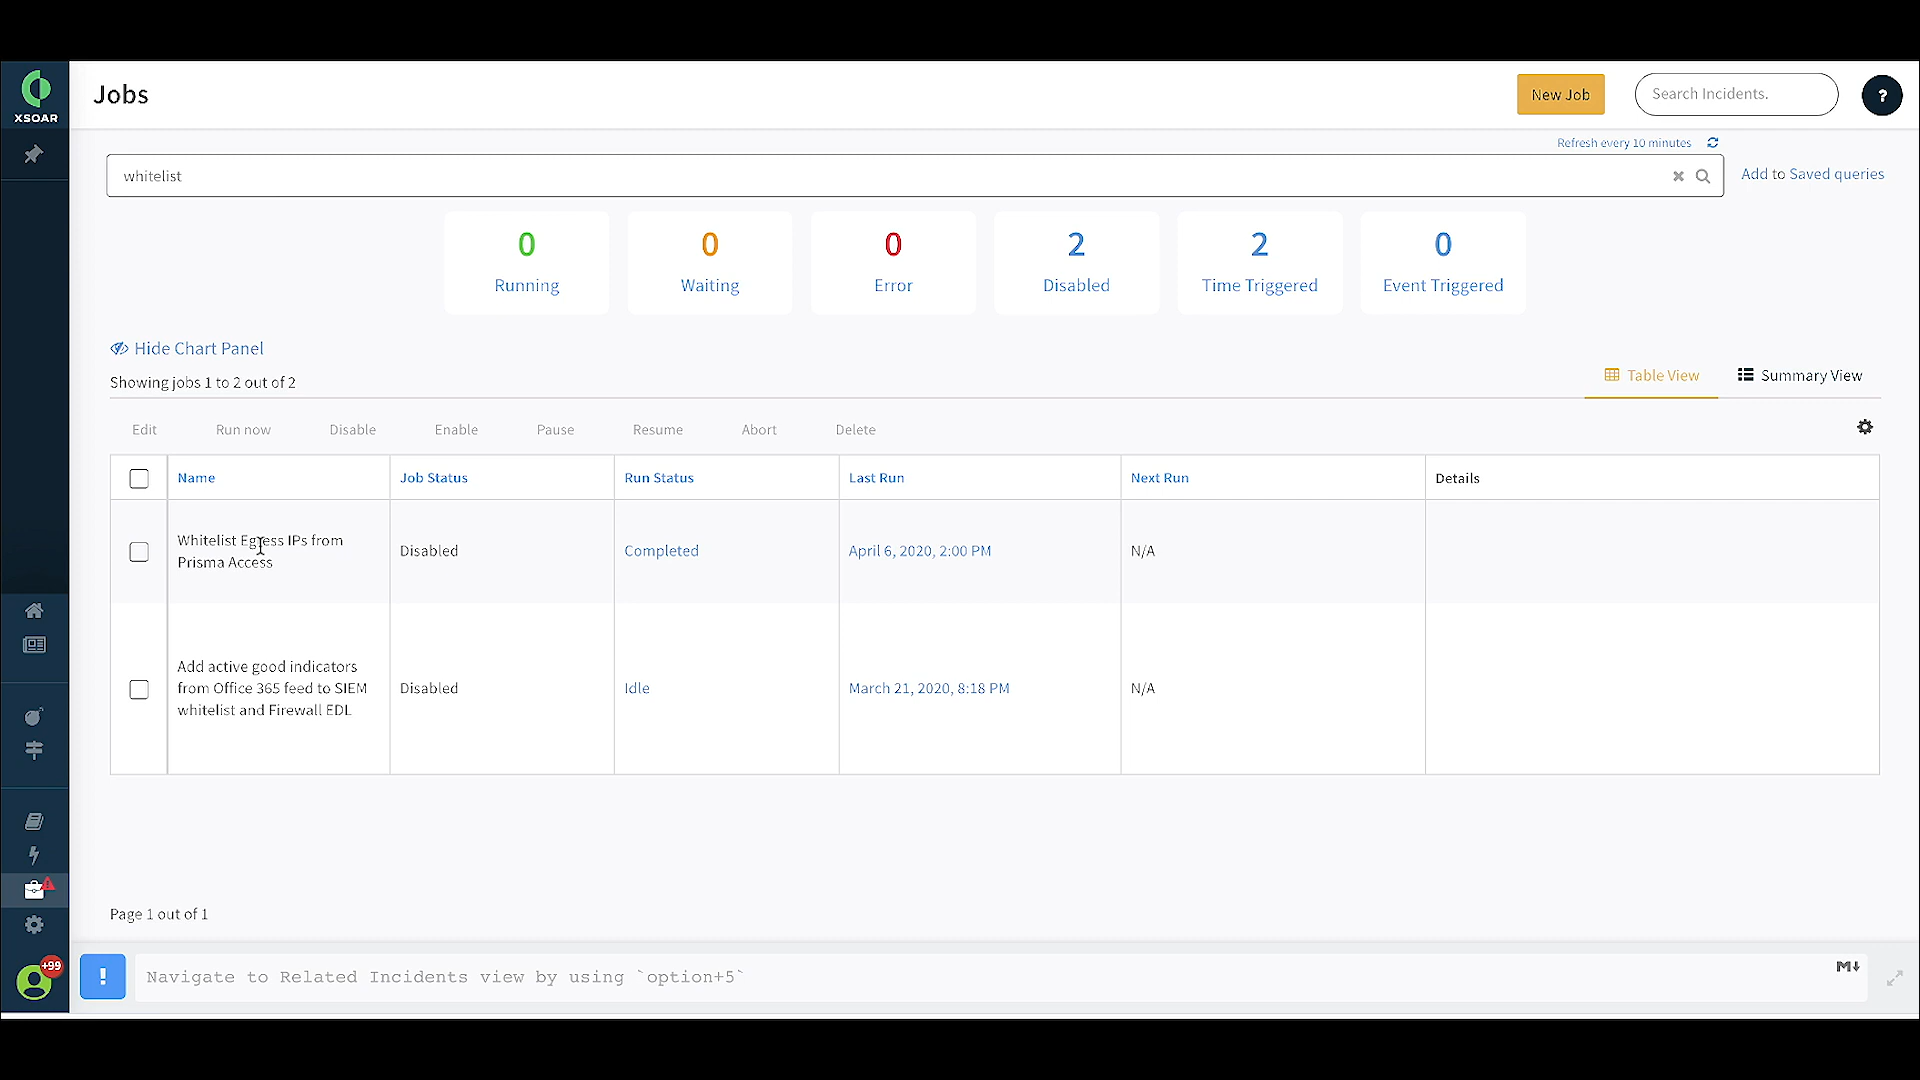 XSOAR
Jobs
New Job
Search Incidents.
?
Refresh every 10 minutes
whitelist
Add to Saved queries
0
Running
0
Waiting
0
Error
2
Disabled
2
Time Triggered
0
Event Triggered
Hide Chart Panel
Showing jobs 1 to 2 out of 2
Table View
Summary View
Edit Run now Disable Enable Pause Resume Abort Delete
Name Job Status Run Status Last Run Next Run Details
Whitelist Egress IPs from
Prisma Access
Disabled
Completed
April 6, 2020, 2:00 PM
N/A
Add active good indicators
from Office 365 feed to SIEM
whitelist and Firewall EDL
Disabled
Idle
March 21, 2020, 8:18 PM
N/A
Page 1 out of 1
+99
!
Navigate to Related Incidents view by using `option+5`
M↓